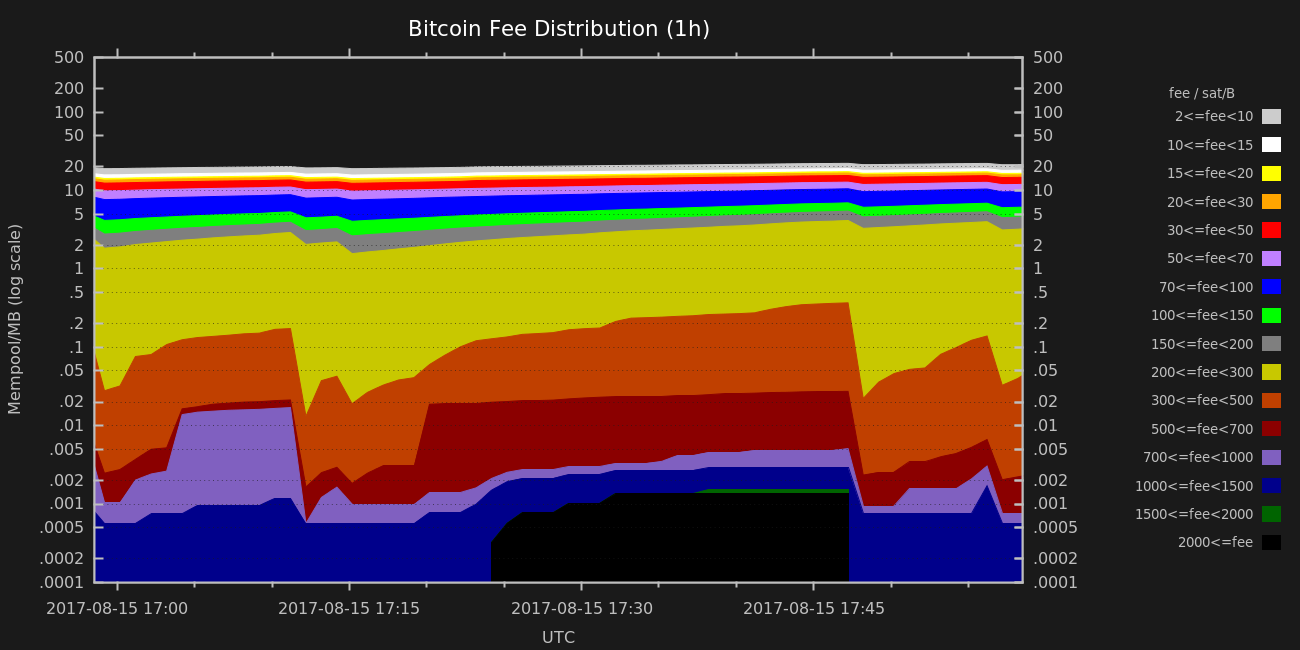 Bitcoin Fee Distribution (1h)
500
200
100
50
20
10
5
2
1
.5
.2
.1
.05
.02
.01
.005
.002
.001
.0005
.0002
.0001
Mempool/MB (log scale)
500
200
100
50
20
10
5
2
1
.5
.2
.1
.05
.02
.01
.005
.002
.001
.0005
.0002
.0001
2017-08-15 17:00 2017-08-15 17:15 2017-08-15 17:30 2017-08-15 17:45
UTC
fee / sat/B
2<=fee<10
10<=fee<15
15<=fee<20
20<=fee<30
30<=fee<50
50<=fee<70
70<=fee<100
100<=fee<150
150<=fee<200
200<=fee<300
300<=fee<500
500<=fee<700
700<=fee<1000
1000<=fee<1500
1500<=fee<2000
2000<=fee